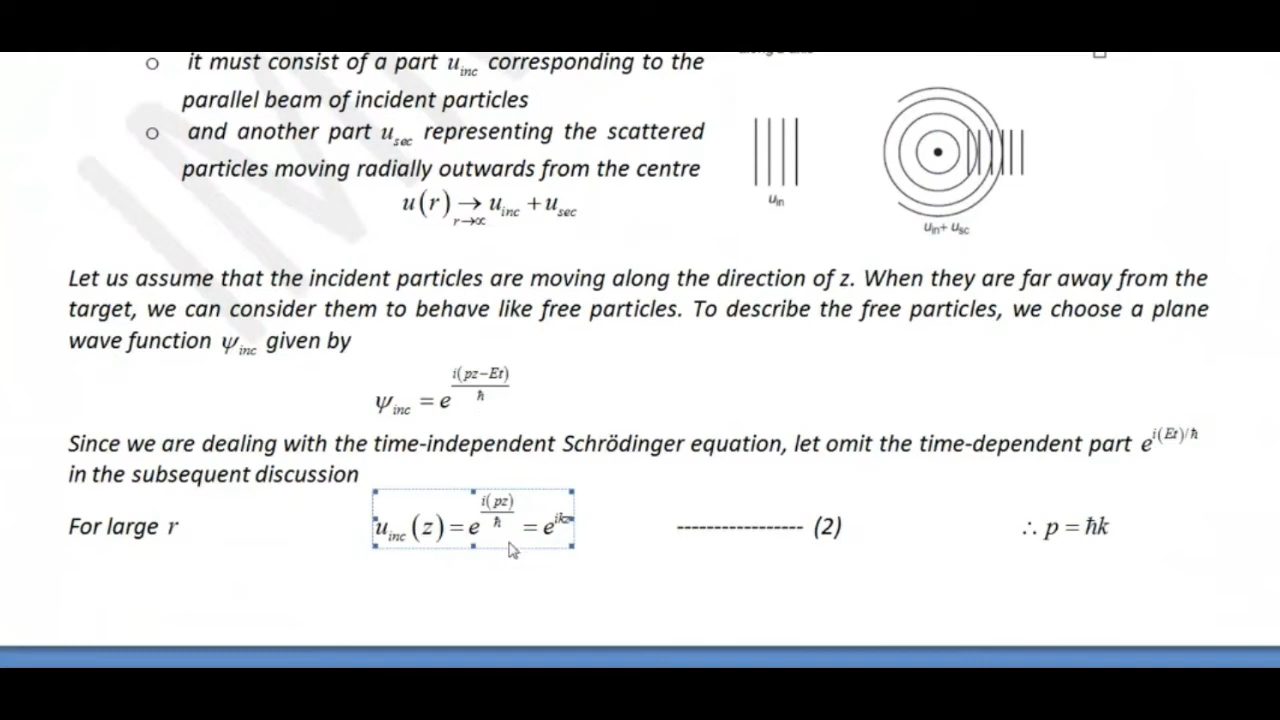 o it must consist of a part u_inc corresponding to the
parallel beam of incident particles
o and another part u_sec representing the scattered
particles moving radially outwards from the centre
u(r) →_{r→∞} u_inc + u_sec
u_in
u_in+ u_sc
Let us assume that the incident particles are moving along the direction of z. When they are far away from the
target, we can consider them to behave like free particles. To describe the free particles, we choose a plane
wave function ψ_inc given by
ψ_inc = e^{i(pz−Et)/ħ}
Since we are dealing with the time-independent Schrödinger equation, let omit the time-dependent part e^{i(Et)/ħ}
in the subsequent discussion
For large r u_inc(z) = e^{i(pz)/ħ} = e^{ikz} ----------------- (2) ∴ p = ħk